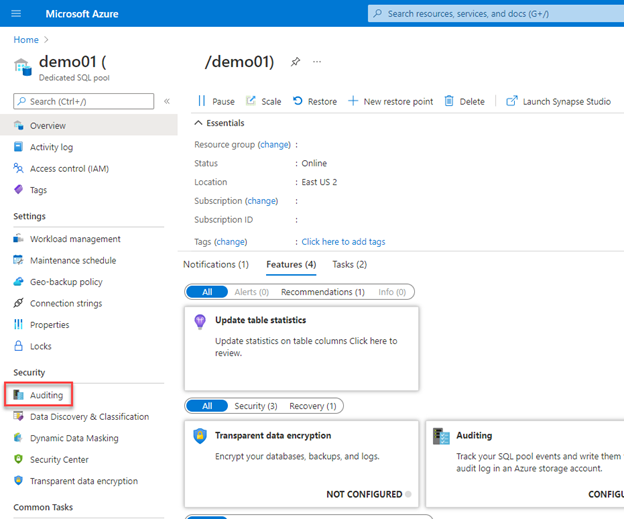 Microsoft Azure
Search resources, services, and docs (G+/)
Home
demo01 ( /demo01)
Dedicated SQL pool
Search (Ctrl+/)
Overview
Activity log
Access control (IAM)
Tags
Settings
Workload management
Maintenance schedule
Geo-backup policy
Connection strings
Properties
Locks
Security
Auditing
Data Discovery & Classification
Dynamic Data Masking
Security Center
Transparent data encryption
Common Tasks
Pause Scale Restore New restore point Delete Launch Synapse Studio
Essentials
Resource group (change) :
Status : Online
Location : East US 2
Subscription (change) :
Subscription ID :
Tags (change) : Click here to add tags
Notifications (1) Features (4) Tasks (2)
All Alerts (0) Recommendations (1) Info (0)
Update table statistics
Update statistics on table columns Click here to
review.
All Security (3) Recovery (1)
Transparent data encryption
Encrypt your databases, backups, and logs.
NOT CONFIGURED
Auditing
Track your SQL pool events and write them
audit log in an Azure storage account.
CONF